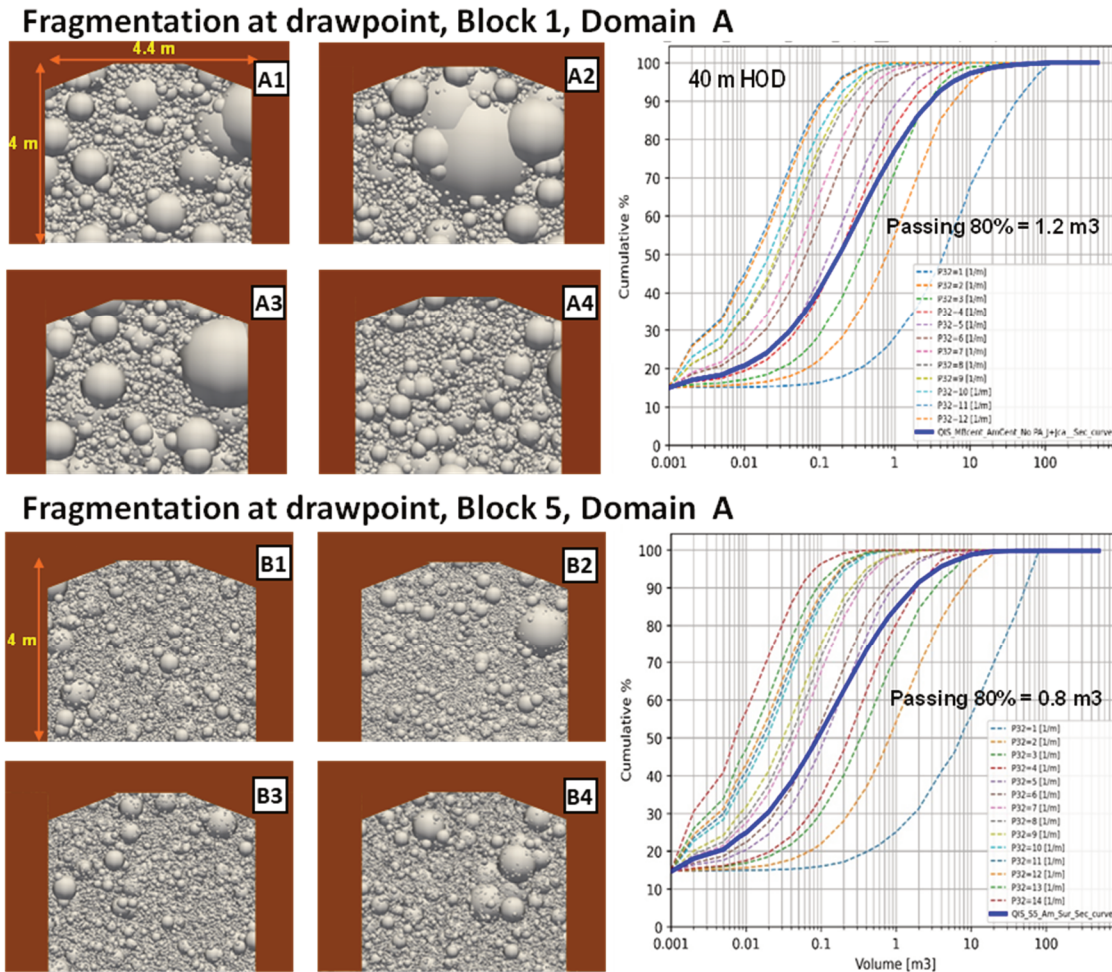 Fragmentation at drawpoint, Block 1, Domain A
4.4 m
4 m
A1
A2
A3
A4
40 m HOD
Passing 80% = 1.2 m3
Cumulative %
100
90
80
70
60
50
40
30
20
10
0
0.001
0.01
0.1
1
10
100
P32=1 [1/m]
P32=2 [1/m]
P32=3 [1/m]
P32=4 [1/m]
P32=5 [1/m]
P32=6 [1/m]
P32=7 [1/m]
P32=8 [1/m]
P32=9 [1/m]
P32=10 [1/m]
P32=11 [1/m]
P32=12 [1/m]
Fragmentation at drawpoint, Block 5, Domain A
4 m
B1
B2
B3
B4
Passing 80% = 0.8 m3
Cumulative %
100
90
80
70
60
50
40
30
20
10
0
0.001
0.01
0.1
1
10
100
Volume [m3]
P32=1 [1/m]
P32=2 [1/m]
P32=3 [1/m]
P32=4 [1/m]
P32=5 [1/m]
P32=6 [1/m]
P32=7 [1/m]
P32=8 [1/m]
P32=9 [1/m]
P32=10 [1/m]
P32=11 [1/m]
P32=12 [1/m]
P32=13 [1/m]
P32=14 [1/m]
QIS_S5_Am_Sur_Sec_curve